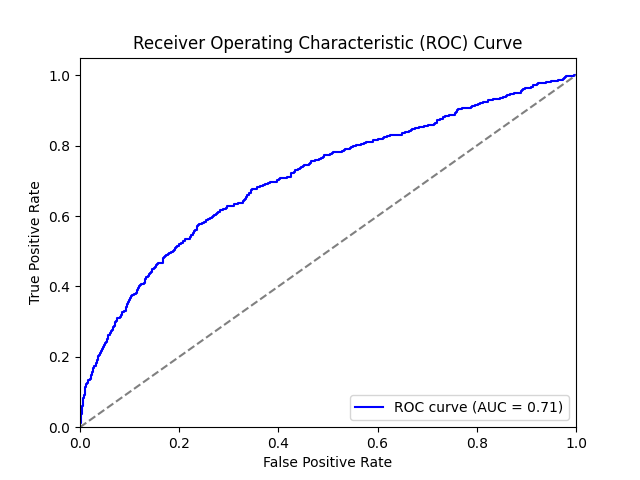 Receiver Operating Characteristic (ROC) Curve
True Positive Rate
1.0
0.8
0.6
0.4
0.2
0.0
0.0 0.2 0.4 0.6 0.8 1.0
False Positive Rate
ROC curve (AUC = 0.71)